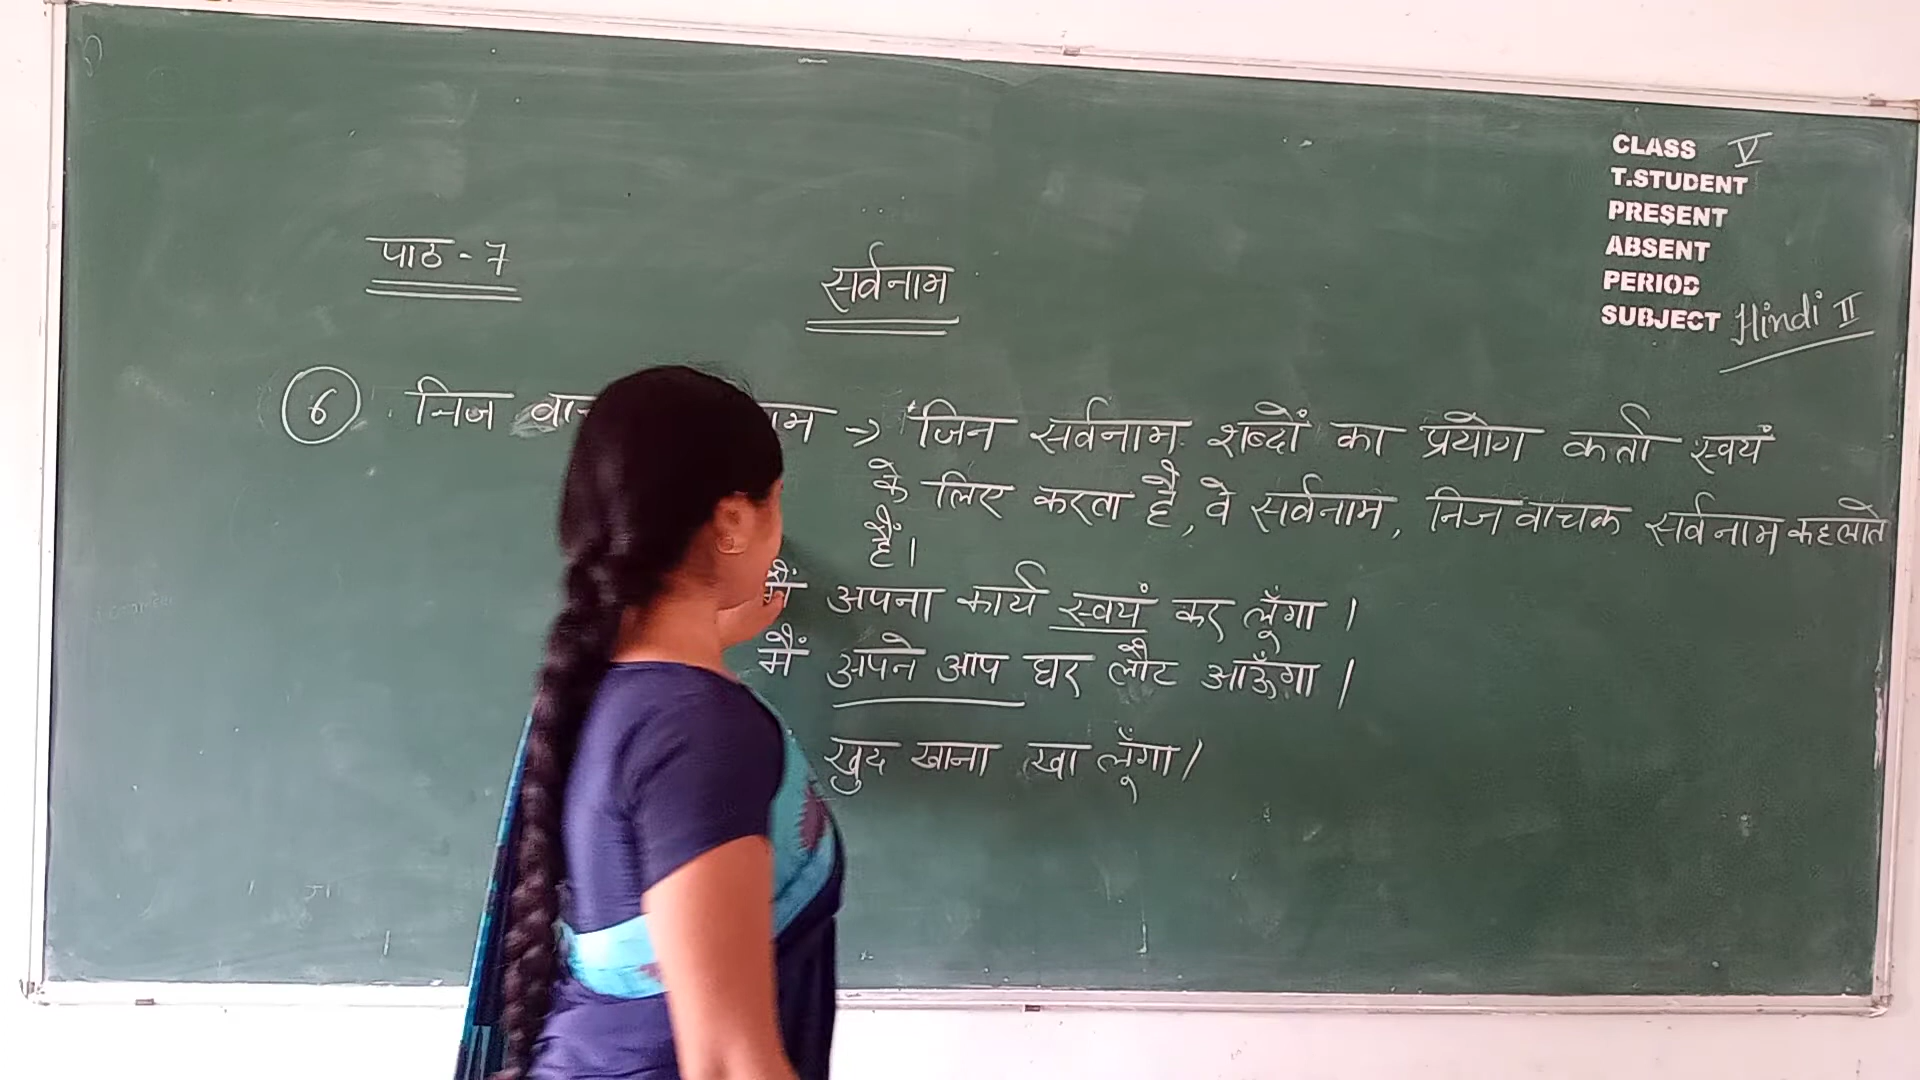 CLASS V
T.STUDENT
PRESENT
ABSENT
PERIOD
SUBJECT Hindi II
पाठ - 7
सर्वनाम
6 निज → जिन सर्वनाम शब्दों का प्रयोग कर्ता स्वयं
के लिए करता है, वे सर्वनाम, निज वाचक सर्वनाम कहलाते
हैं।
मैं अपना कार्य स्वयं कर लूँगा ।
मैं अपने आप घर लौट आऊँगा ।
खुद खाना खा लूँगा ।